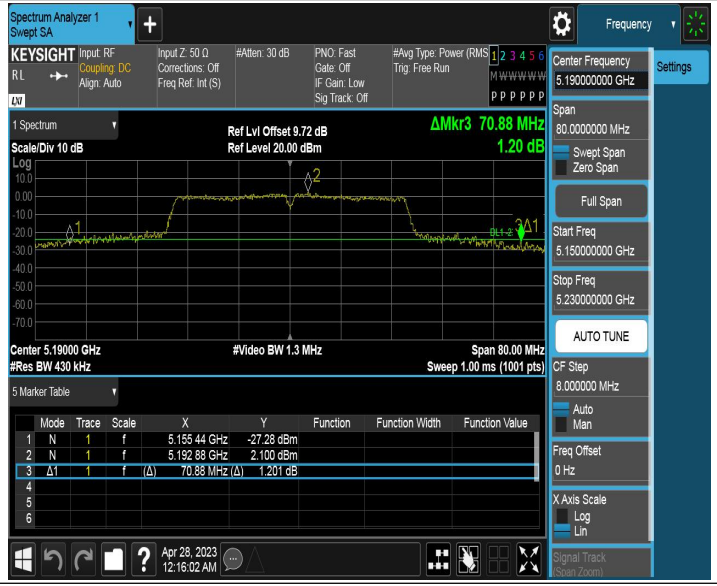 Spectrum Analyzer 1
Swept SA
Frequency
KEYSIGHT
RL
LXI
Input: RF
Coupling: DC
Align: Auto
Input Z: 50 Ω
Corrections: Off
Freq Ref: Int (S)
#Atten: 30 dB
PNO: Fast
Gate: Off
IF Gain: Low
Sig Track: Off
#Avg Type: Power (RMS
Trig: Free Run
1 2 3 4 5 6
M W W W W W
P P P P P P
Center Frequency
5.190000000 GHz
Settings
1 Spectrum
Scale/Div 10 dB
Ref Lvl Offset 9.72 dB
Ref Level 20.00 dBm
ΔMkr3 70.88 MHz
1.20 dB
Span
80.0000000 MHz
Swept Span
Zero Span
Full Span
Start Freq
5.150000000 GHz
Stop Freq
5.230000000 GHz
AUTO TUNE
CF Step
8.000000 MHz
Auto
Man
Freq Offset
0 Hz
X Axis Scale
Log
Lin
Signal Track
(Span Zoom)
Log
10.0
0.00
-10.0
-20.0
-30.0
-40.0
-50.0
-60.0
-70.0
1
2
3Δ1
Center 5.19000 GHz
#Res BW 430 kHz
#Video BW 1.3 MHz
Span 80.00 MHz
Sweep 1.00 ms (1001 pts)
5 Marker Table
Mode Trace Scale X Y Function Function Width Function Value
1 N 1 f 5.155 44 GHz -27.28 dBm
2 N 1 f 5.192 88 GHz 2.100 dBm
3 Δ1 1 f (Δ) 70.88 MHz (Δ) 1.201 dB
4
5
6
?
Apr 28, 2023
12:16:02 AM